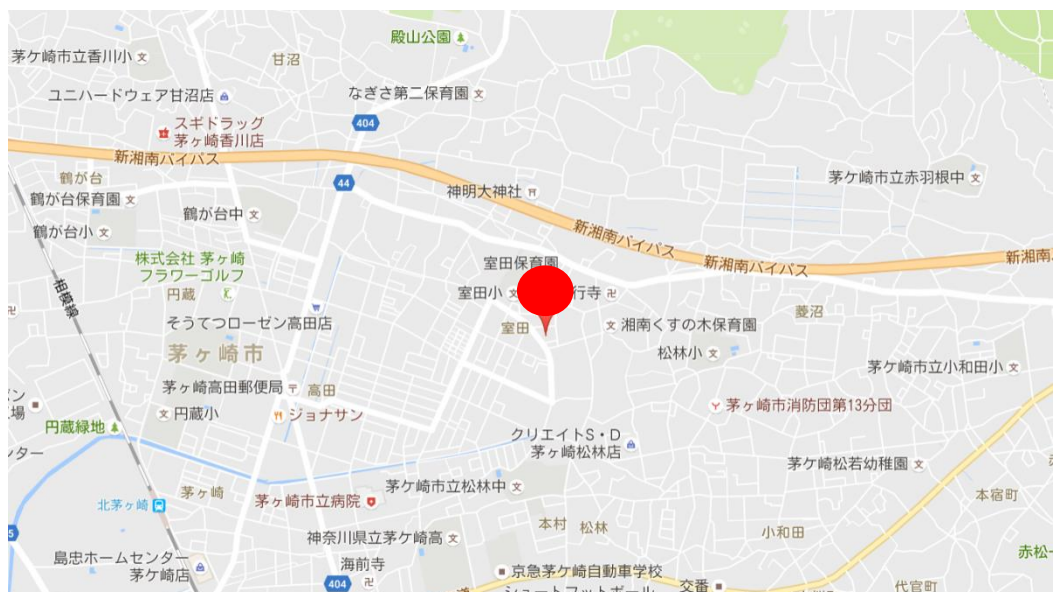 殿山公園
茅ケ崎市立香川小
甘沼
ユニハードウェア甘沼店
なぎさ第二保育園
スギドラッグ
茅ヶ崎香川店
404
新湘南バイパス
鶴が台
44
鶴が台保育園
神明大神社
茅ケ崎市立赤羽根中
鶴が台中
鶴が台小
新湘南バイパス
新湘南バイパス
新湘南
株式会社 茅ヶ崎
フラワーゴルフ
室田保育園
相模線
円蔵
室田小
行寺
菱沼
そうてつローゼン高田店
室田
湘南くすの木保育園
茅ヶ崎市
松林小
茅ケ崎市立小和田小
茅ヶ崎高田郵便局
高田
円蔵小
ジョナサン
茅ヶ崎市消防団第13分団
円蔵緑地
クリエイトS・D
茅ヶ崎松林店
茅ケ崎松若幼稚園
茅ヶ崎
茅ケ崎市立松林中
北茅ヶ崎
茅ヶ崎市立病院
本宿町
本村
松林
小和田
神奈川県立茅ケ崎高
島忠ホームセンター
茅ケ崎店
海前寺
赤松
404
京急茅ケ崎自動車学校
交番
代官町